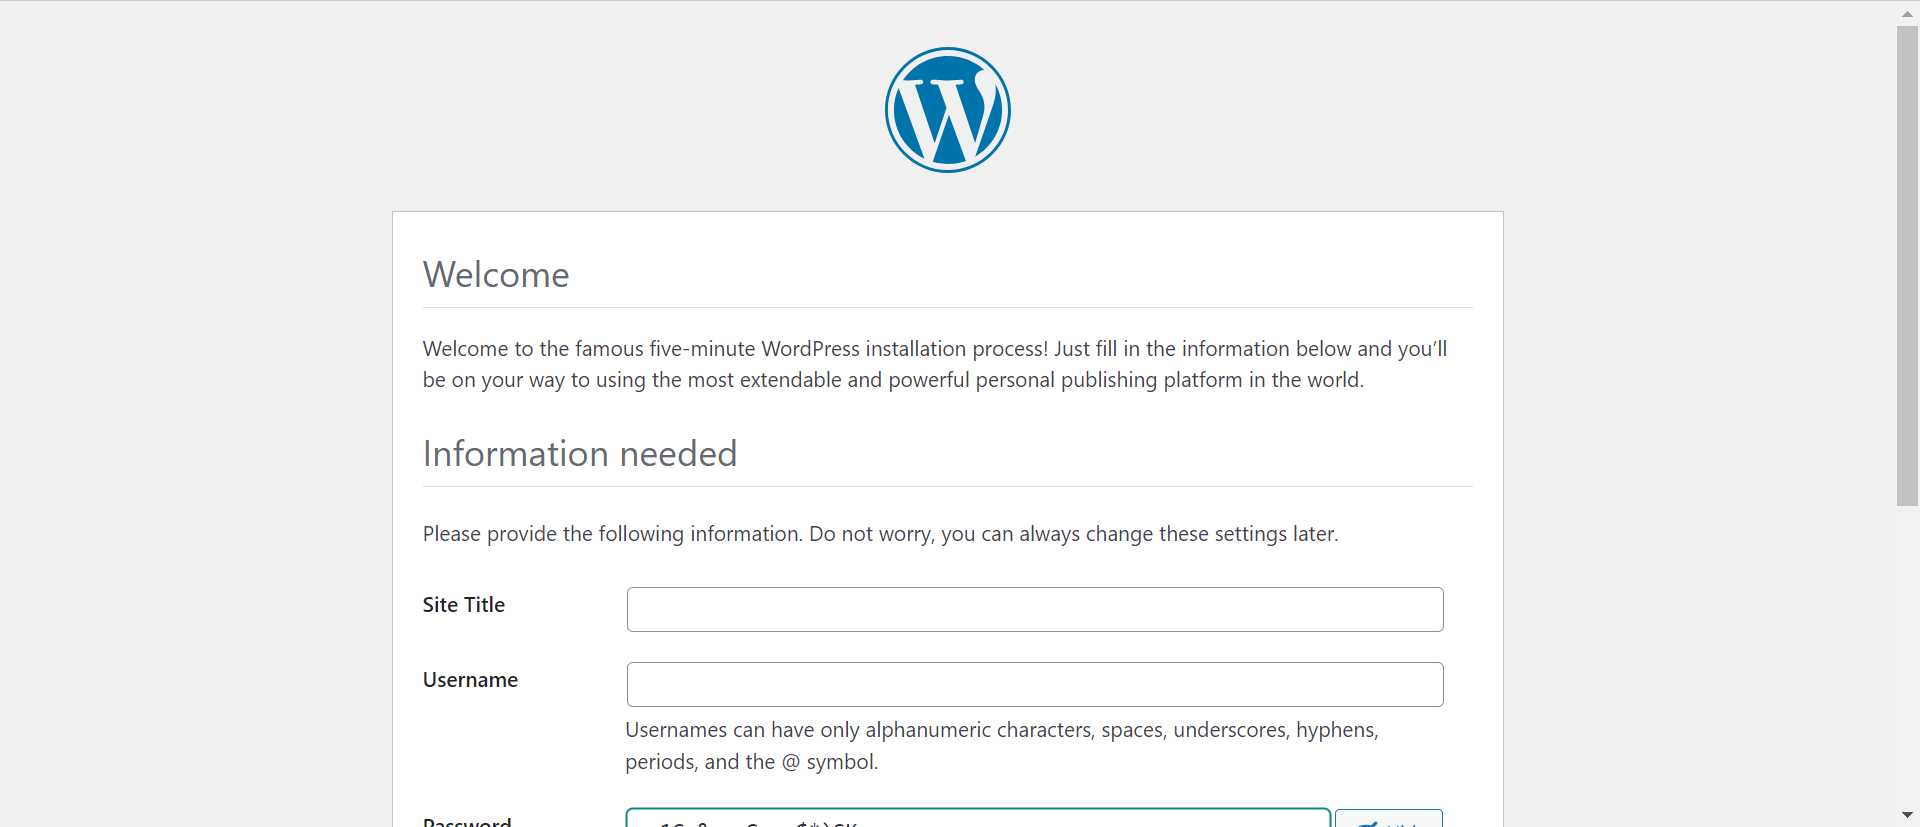 Welcome
Welcome to the famous five-minute WordPress installation process! Just fill in the information below and you’ll
be on your way to using the most extendable and powerful personal publishing platform in the world.
Information needed
Please provide the following information. Do not worry, you can always change these settings later.
Site Title
Username
Usernames can have only alphanumeric characters, spaces, underscores, hyphens,
periods, and the @ symbol.
Password